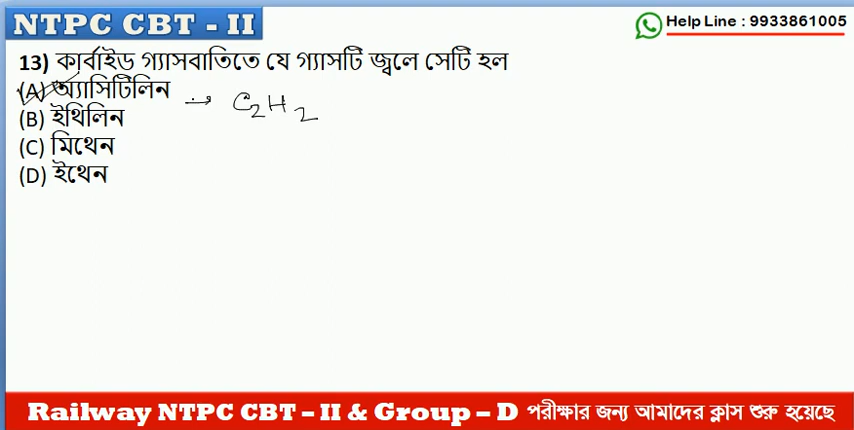 NTPC CBT - II
Help Line : 9933861005
13) কার্বাইড গ্যাসবাতিতে যে গ্যাসটি জ্বলে সেটি হল
(A) অ্যাসিটিলিন → C2H2
(B) ইথিলিন
(C) মিথেন
(D) ইথেন
Railway NTPC CBT – II & Group – D পরীক্ষার জন্য আমাদের ক্লাস শুরু হয়েছে